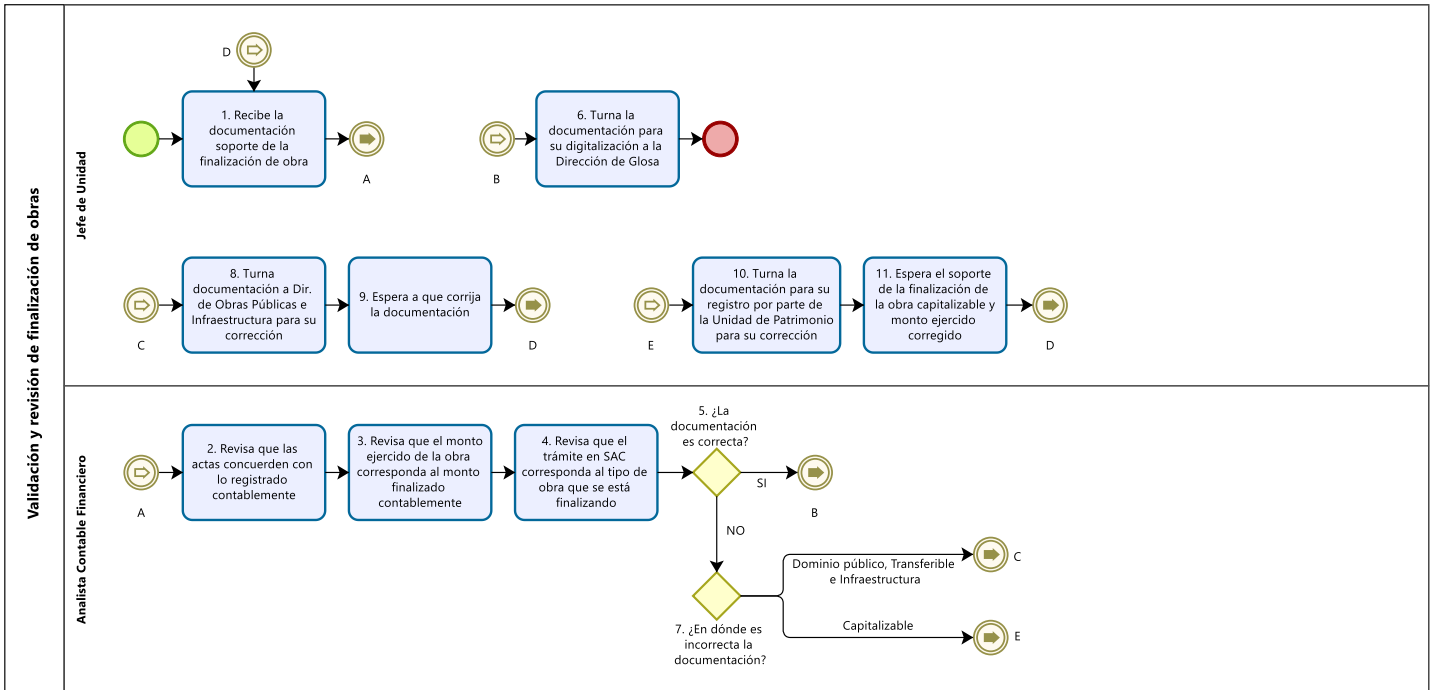 Validación y revisión de finalización de obras
Jefe de Unidad
D
1. Recibe la
documentación
soporte de la
finalización de obra
A
B
6. Turna la
documentación para
su digitalización a la
Dirección de Glosa
8. Turna
documentación a Dir.
de Obras Públicas e
Infraestructura para su
corrección
C
9. Espera a que corrija
la documentación
D
E
10. Turna la
documentación para su
registro por parte de
la Unidad de Patrimonio
para su corrección
11. Espera el soporte
de la finalización de
la obra capitalizable y
monto ejercido
corregido
D
Analista Contable Financiero
A
2. Revisa que las
actas concuerden con
lo registrado
contablemente
3. Revisa que el monto
ejercido de la obra
corresponda al monto
finalizado
contablemente
4. Revisa que el
trámite en SAC
corresponda al tipo de
obra que se está
finalizando
5. ¿La
documentación
es correcta?
SI
B
NO
7. ¿En dónde es
incorrecta la
documentación?
Dominio público, Transferible
e Infraestructura
C
Capitalizable
E